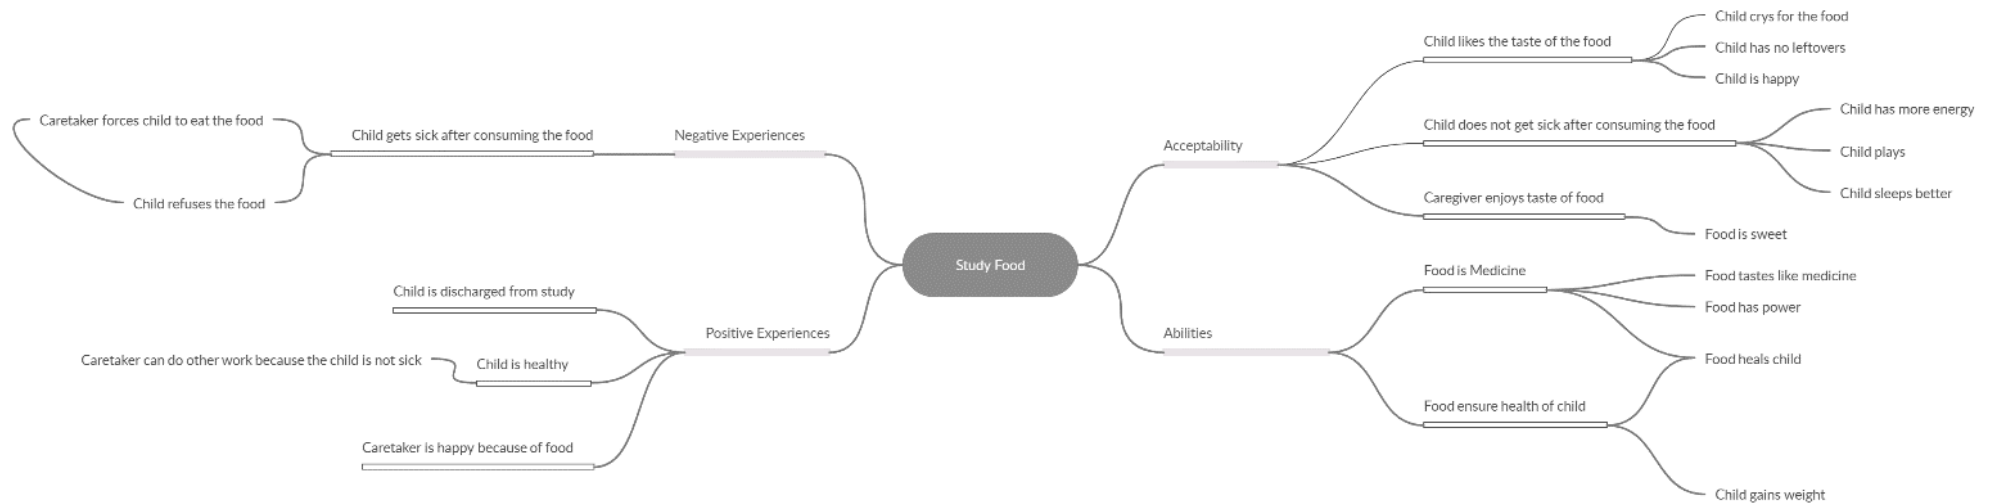 Study Food
Negative Experiences
Child gets sick after consuming the food
Caretaker forces child to eat the food
Child refuses the food
Positive Experiences
Child is discharged from study
Child is healthy
Caretaker can do other work because the child is not sick
Caretaker is happy because of food
Acceptability
Child likes the taste of the food
Child crys for the food
Child has no leftovers
Child is happy
Child does not get sick after consuming the food
Child has more energy
Child plays
Child sleeps better
Caregiver enjoys taste of food
Food is sweet
Abilities
Food is Medicine
Food tastes like medicine
Food has power
Food heals child
Food ensure health of child
Child gains weight